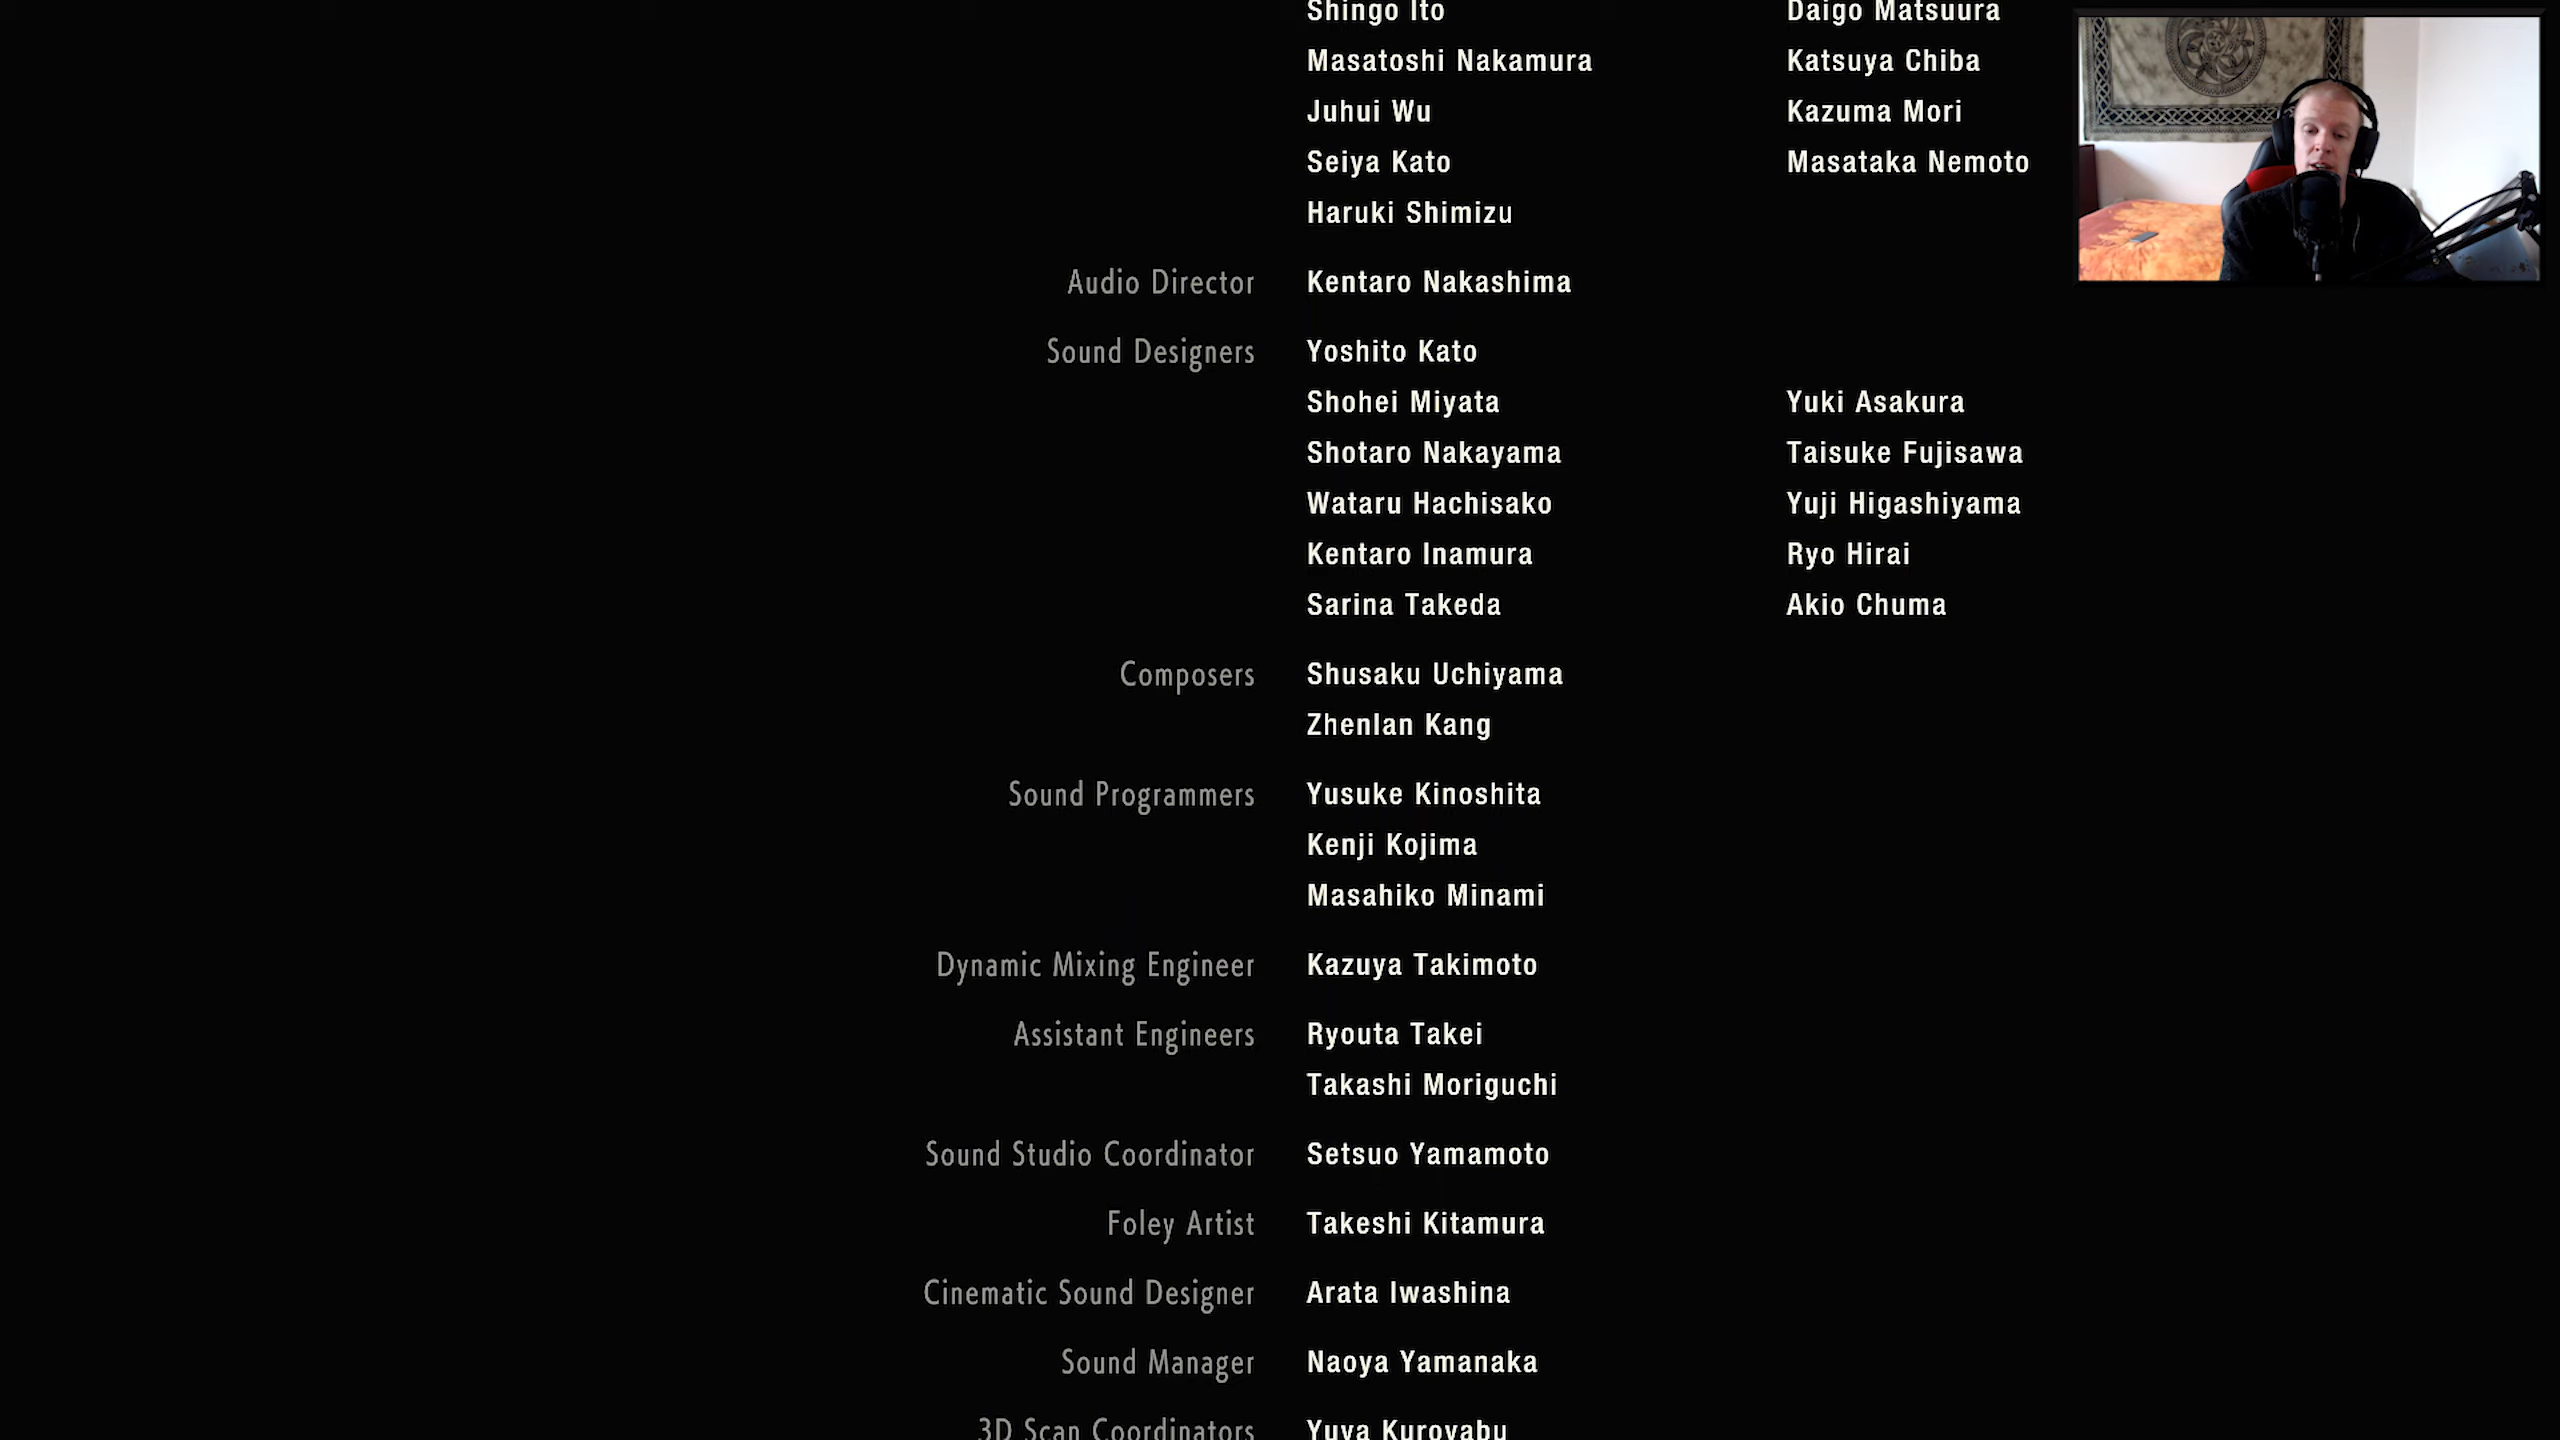 Shingo Ito Daigo Matsuura
Masatoshi Nakamura Katsuya Chiba
Juhui Wu Kazuma Mori
Seiya Kato Masataka Nemoto
Haruki Shimizu
Audio Director Kentaro Nakashima
Sound Designers Yoshito Kato
Shohei Miyata Yuki Asakura
Shotaro Nakayama Taisuke Fujisawa
Wataru Hachisako Yuji Higashiyama
Kentaro Inamura Ryo Hirai
Sarina Takeda Akio Chuma
Composers Shusaku Uchiyama
Zhenlan Kang
Sound Programmers Yusuke Kinoshita
Kenji Kojima
Masahiko Minami
Dynamic Mixing Engineer Kazuya Takimoto
Assistant Engineers Ryouta Takei
Takashi Moriguchi
Sound Studio Coordinator Setsuo Yamamoto
Foley Artist Takeshi Kitamura
Cinematic Sound Designer Arata Iwashina
Sound Manager Naoya Yamanaka
3D Scan Coordinators Yuya Kuroyabu